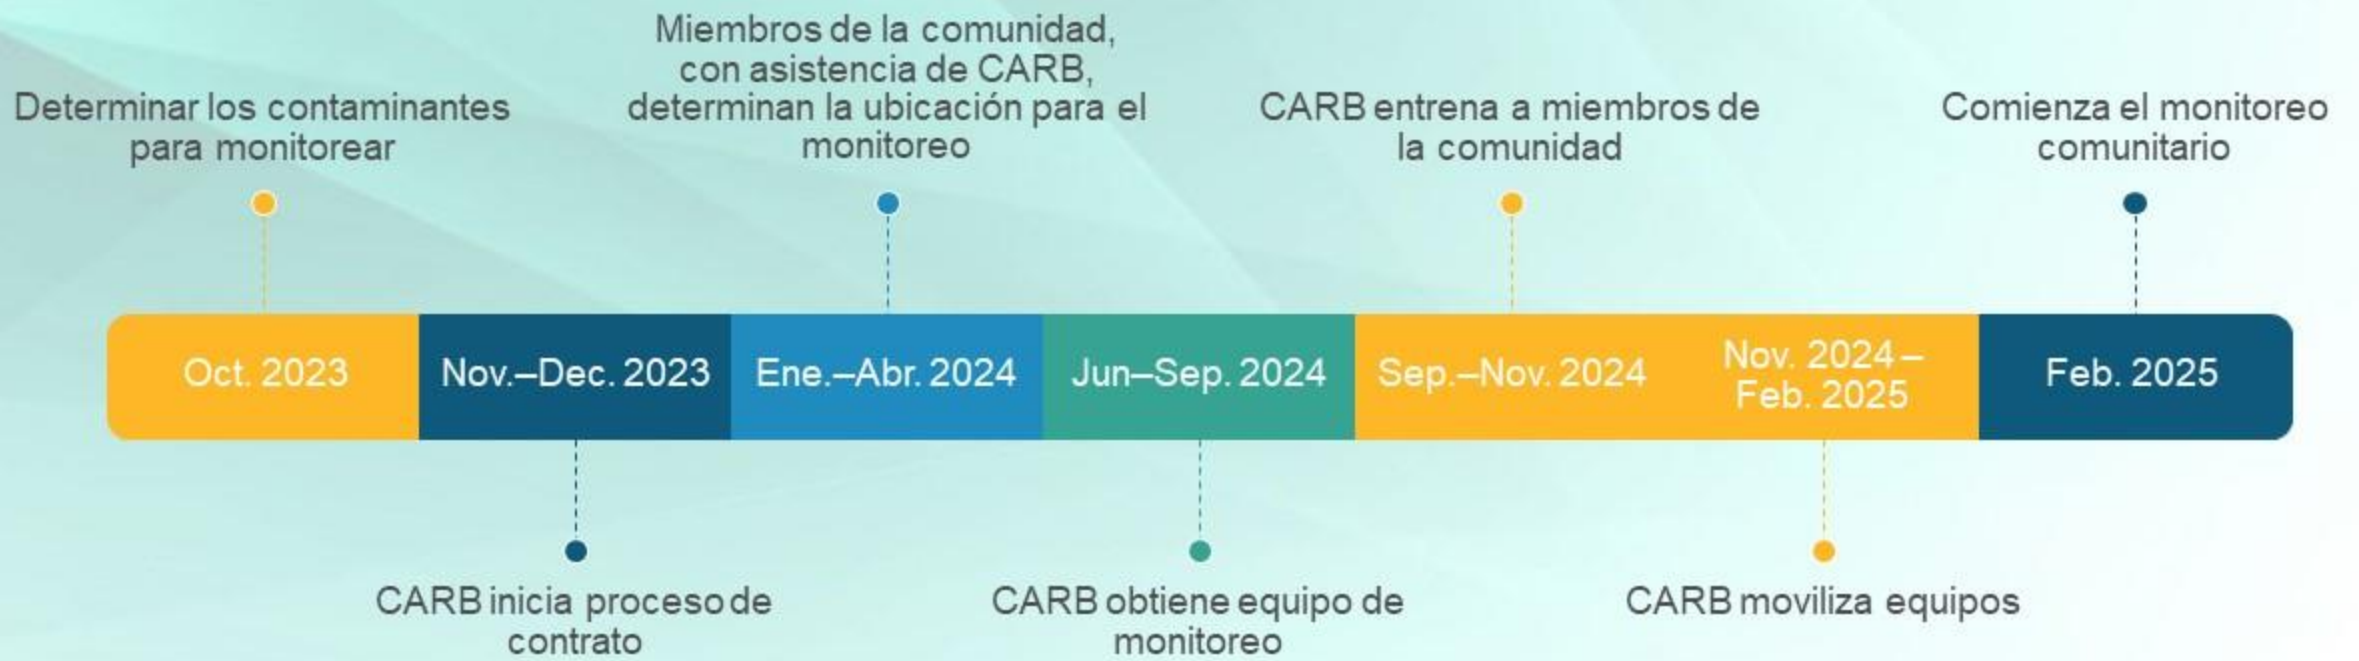 Miembros de la comunidad,
con asistencia de CARB,
determinan la ubicación para el
monitoreo
Determinar los contaminantes
para monitorear
CARB entrena a miembros de
la comunidad
Comienza el monitoreo
comunitario
Oct. 2023
Nov.–Dec. 2023
Ene.–Abr. 2024
Jun–Sep. 2024
Sep.–Nov. 2024
Nov. 2024–
Feb. 2025
Feb. 2025
CARB inicia proceso de
contrato
CARB obtiene equipo de
monitoreo
CARB moviliza equipos